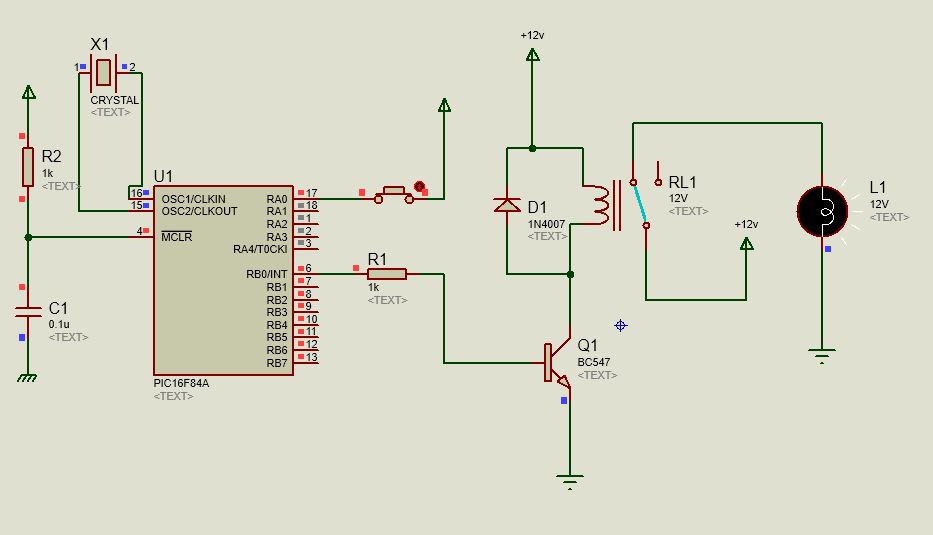 +12v
X1
1
2
CRYSTAL
<TEXT>
R2
1k
<TEXT>
U1
16
OSC1/CLKIN
RA0
17
15
OSC2/CLKOUT
RA1
18
RA2
1
4
MCLR
RA3
2
RA4/T0CKI
3
RB0/INT
6
RB1
7
RB2
8
RB3
9
RB4
10
RB5
11
RB6
12
RB7
13
PIC16F84A
<TEXT>
C1
0.1u
<TEXT>
R1
1k
<TEXT>
D1
1N4007
<TEXT>
RL1
12V
<TEXT>
+12v
L1
12V
<TEXT>
Q1
BC547
<TEXT>